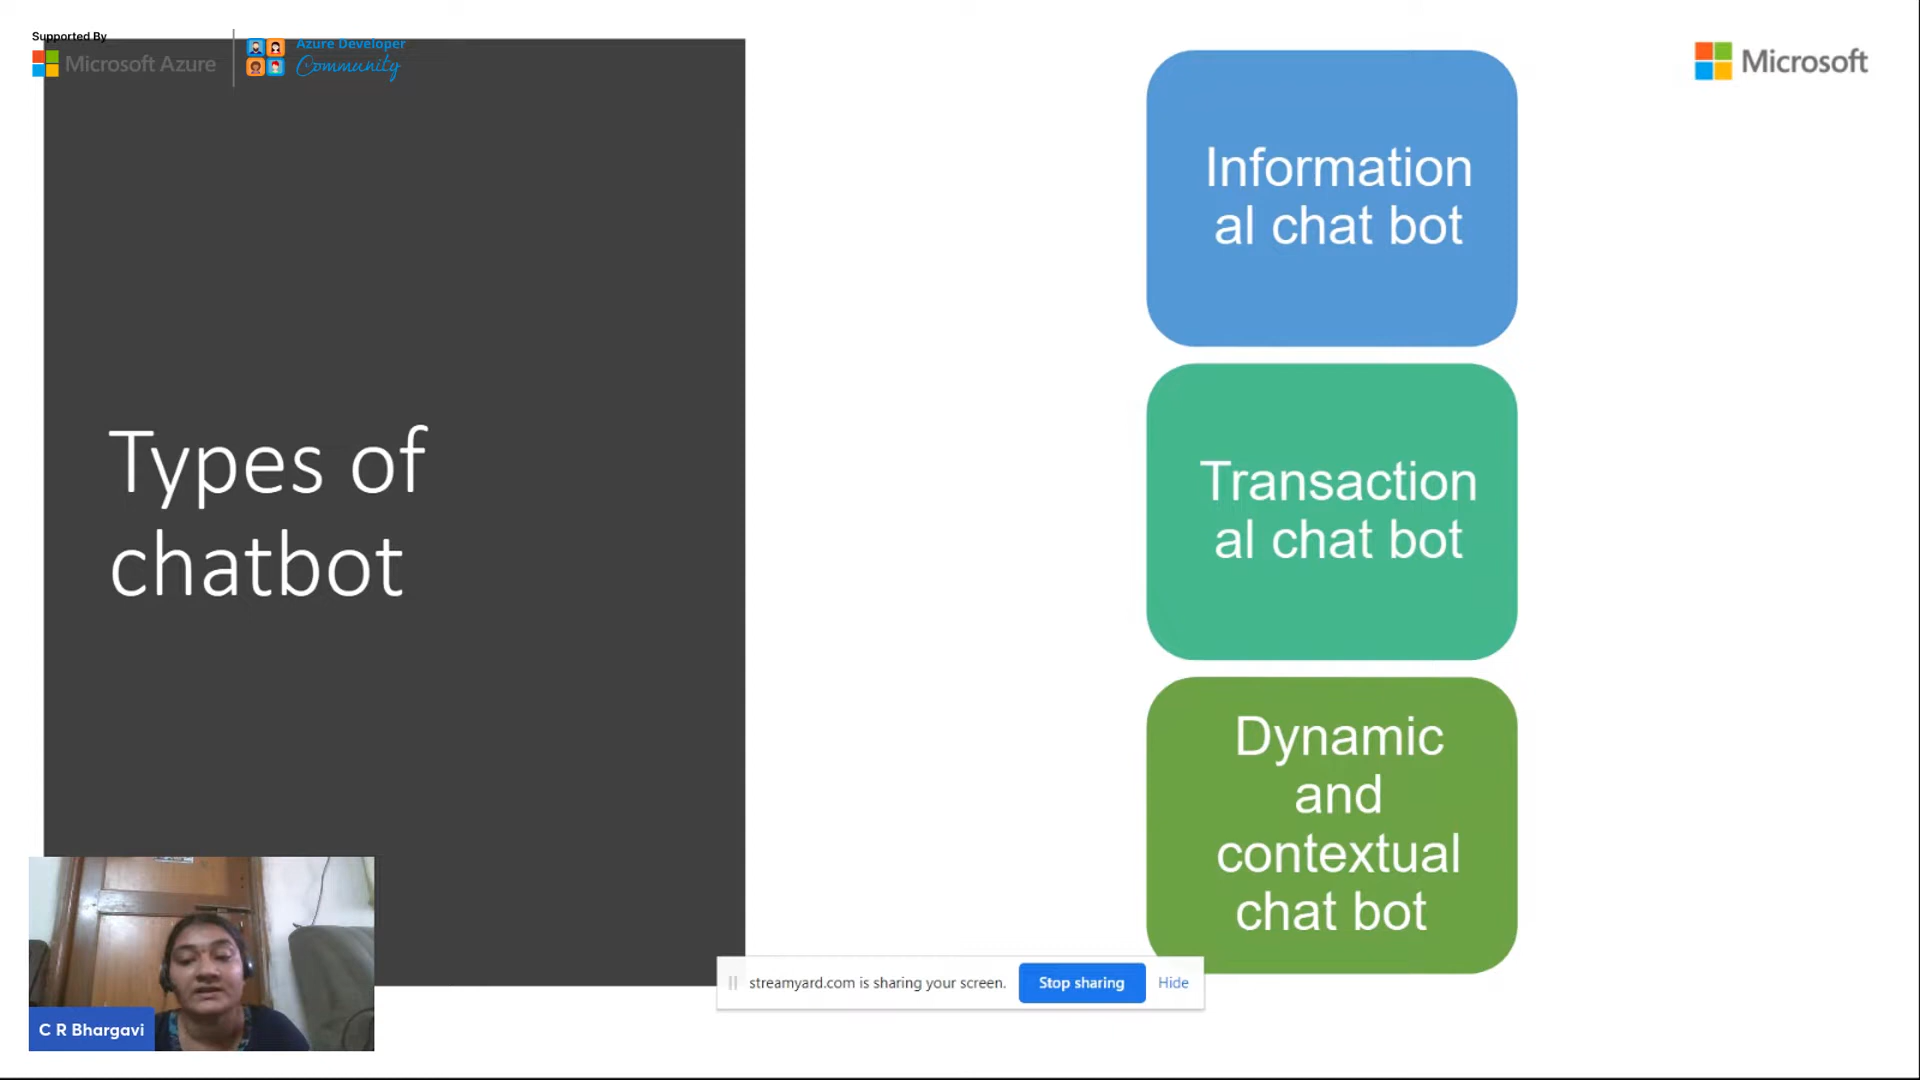 Supported By
Microsoft Azure
Azure Developer
Community
Microsoft
Types of
chatbot
Information
al chat bot
Transaction
al chat bot
Dynamic
and
contextual
chat bot
streamyard.com is sharing your screen. Stop sharing Hide
C R Bhargavi